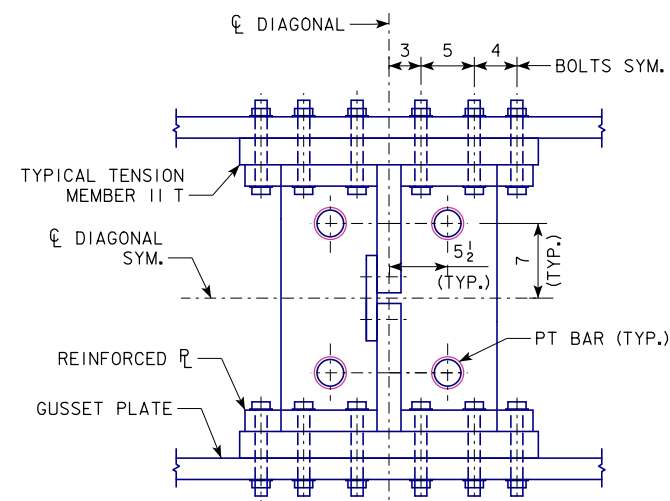 ℄ DIAGONAL
3 5 4
BOLTS SYM.
TYPICAL TENSION
MEMBER II T
℄ DIAGONAL
SYM.
5½
(TYP.)
7
(TYP.)
PT BAR (TYP.)
REINFORCED ⅊
GUSSET PLATE